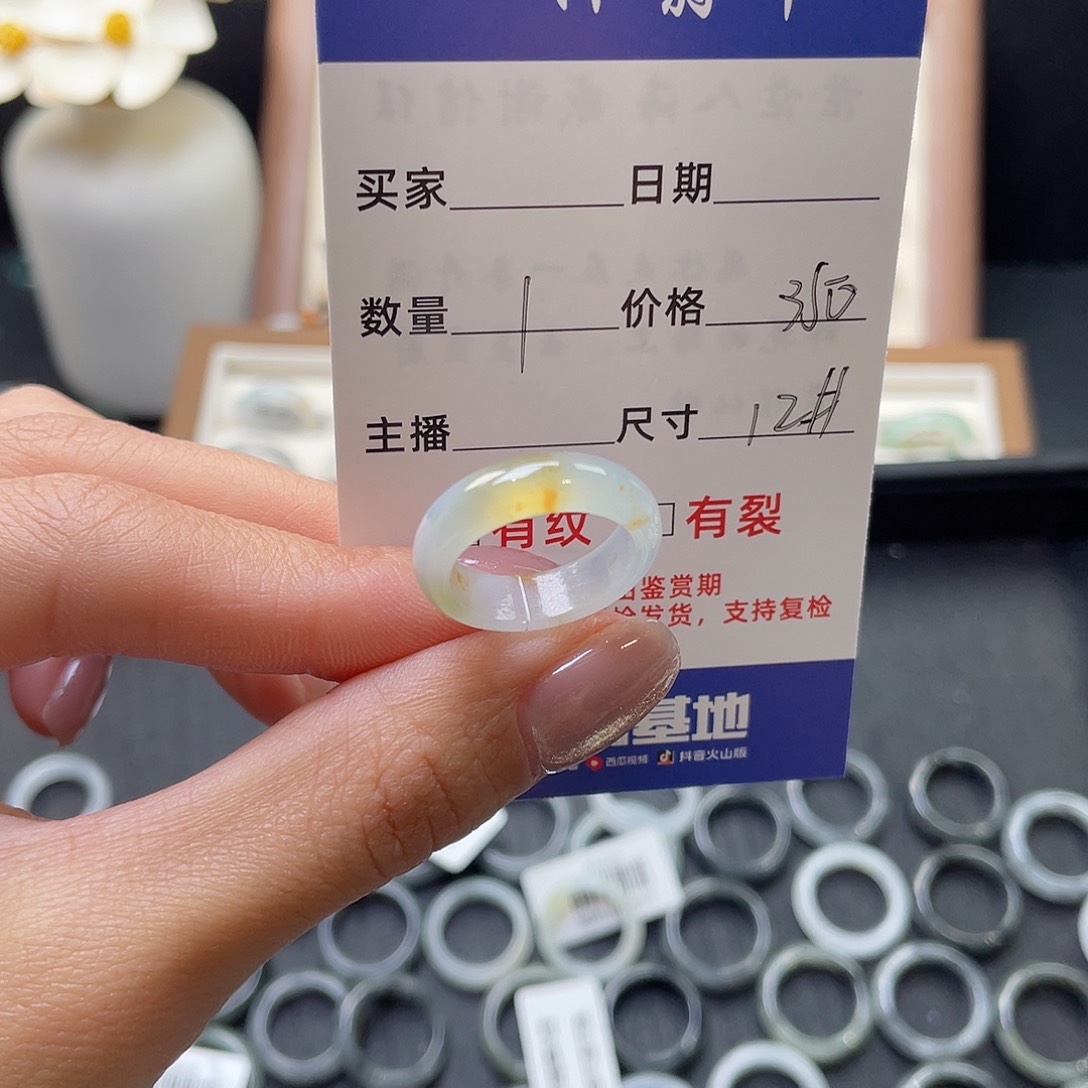 买家 日期
数量 1 价格 350
主播 尺寸 12#
有纹 □有裂
出鉴赏期
发货，支持复检
基地
西瓜视频 抖音火山版